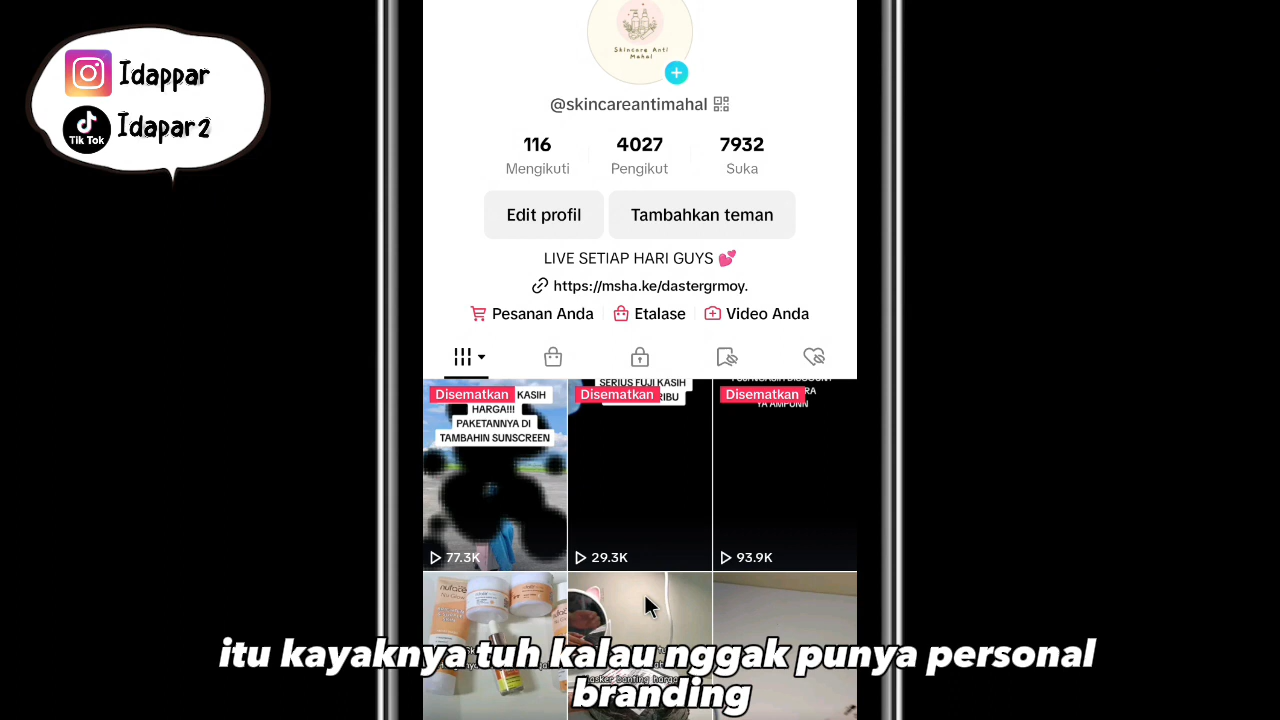 Idappar
Tik Tok
Idapar2
Skincare Anti
Mahal
@skincareantimahal
116
4027
7932
Mengikuti
Pengikut
Suka
Edit profil
Tambahkan teman
LIVE SETIAP HARI GUYS 💕
https://msha.ke/dastergrmoy.
Pesanan Anda
Etalase
Video Anda
Disematkan
KASIH
HARGA!!!
PAKETANNYA DI
TAMBAHIN SUNSCREEN
77.3K
SERIUS FUJI KASIH
Disematkan
29.3K
Disematkan
YA AMPUNN
93.9K
nuface
itu kayaknya tuh kalau nggak punya personal
branding